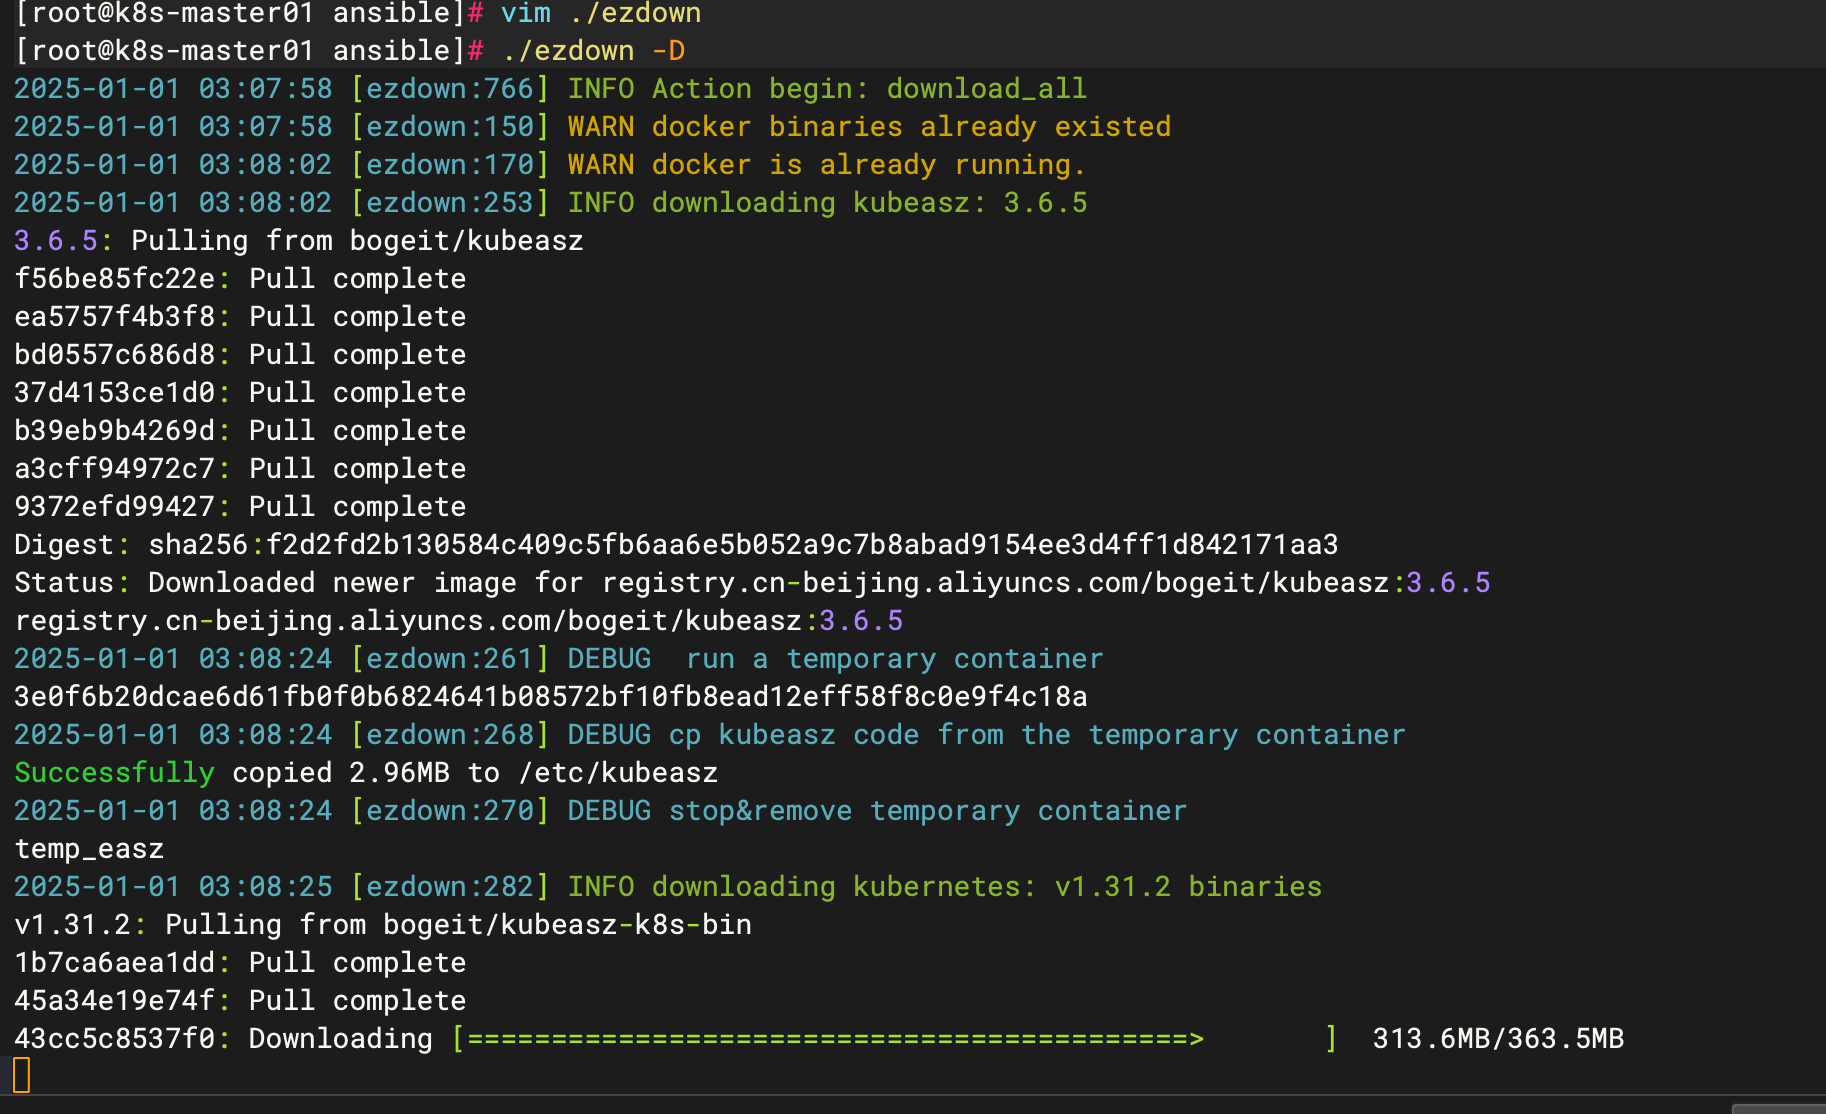 [root@k8s-master01 ansible]# vim ./ezdown
[root@k8s-master01 ansible]# ./ezdown -D
2025-01-01 03:07:58 [ezdown:766] INFO Action begin: download_all
2025-01-01 03:07:58 [ezdown:150] WARN docker binaries already existed
2025-01-01 03:08:02 [ezdown:170] WARN docker is already running.
2025-01-01 03:08:02 [ezdown:253] INFO downloading kubeasz: 3.6.5
3.6.5: Pulling from bogeit/kubeasz
f56be85fc22e: Pull complete
ea5757f4b3f8: Pull complete
bd0557c686d8: Pull complete
37d4153ce1d0: Pull complete
b39eb9b4269d: Pull complete
a3cff94972c7: Pull complete
9372efd99427: Pull complete
Digest: sha256:f2d2fd2b130584c409c5fb6aa6e5b052a9c7b8abad9154ee3d4ff1d842171aa3
Status: Downloaded newer image for registry.cn-beijing.aliyuncs.com/bogeit/kubeasz:3.6.5
registry.cn-beijing.aliyuncs.com/bogeit/kubeasz:3.6.5
2025-01-01 03:08:24 [ezdown:261] DEBUG  run a temporary container
3e0f6b20dcae6d61fb0f0b6824641b08572bf10fb8ead12eff58f8c0e9f4c18a
2025-01-01 03:08:24 [ezdown:268] DEBUG cp kubeasz code from the temporary container
Successfully copied 2.96MB to /etc/kubeasz
2025-01-01 03:08:24 [ezdown:270] DEBUG stop&remove temporary container
temp_easz
2025-01-01 03:08:25 [ezdown:282] INFO downloading kubernetes: v1.31.2 binaries
v1.31.2: Pulling from bogeit/kubeasz-k8s-bin
1b7ca6aea1dd: Pull complete
45a34e19e74f: Pull complete
43cc5c8537f0: Downloading [===========================================>       ]  313.6MB/363.5MB